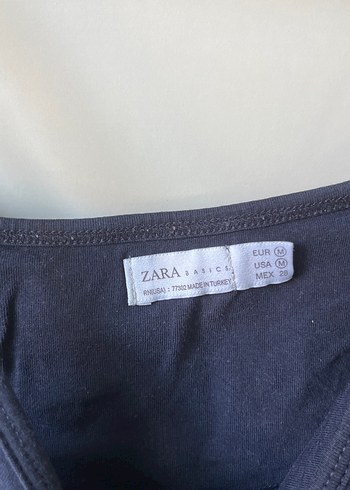 ZARA BASICS
RN(USA) : 77302 MADE IN TURKEY
EUR M
USA M
MEX 28